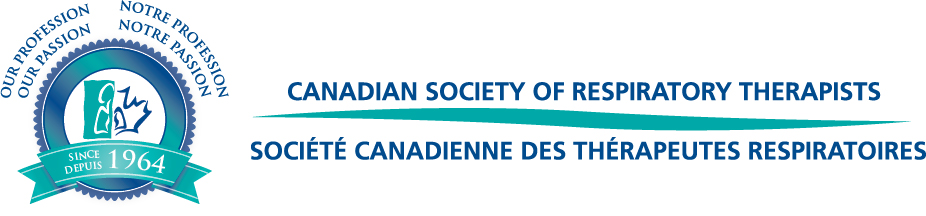 OUR PROFESSION
OUR PASSION
NOTRE PROFESSION
NOTRE PASSION
SINCE
DEPUIS 1964
CANADIAN SOCIETY OF RESPIRATORY THERAPISTS
SOCIÉTÉ CANADIENNE DES THÉRAPEUTES RESPIRATOIRES